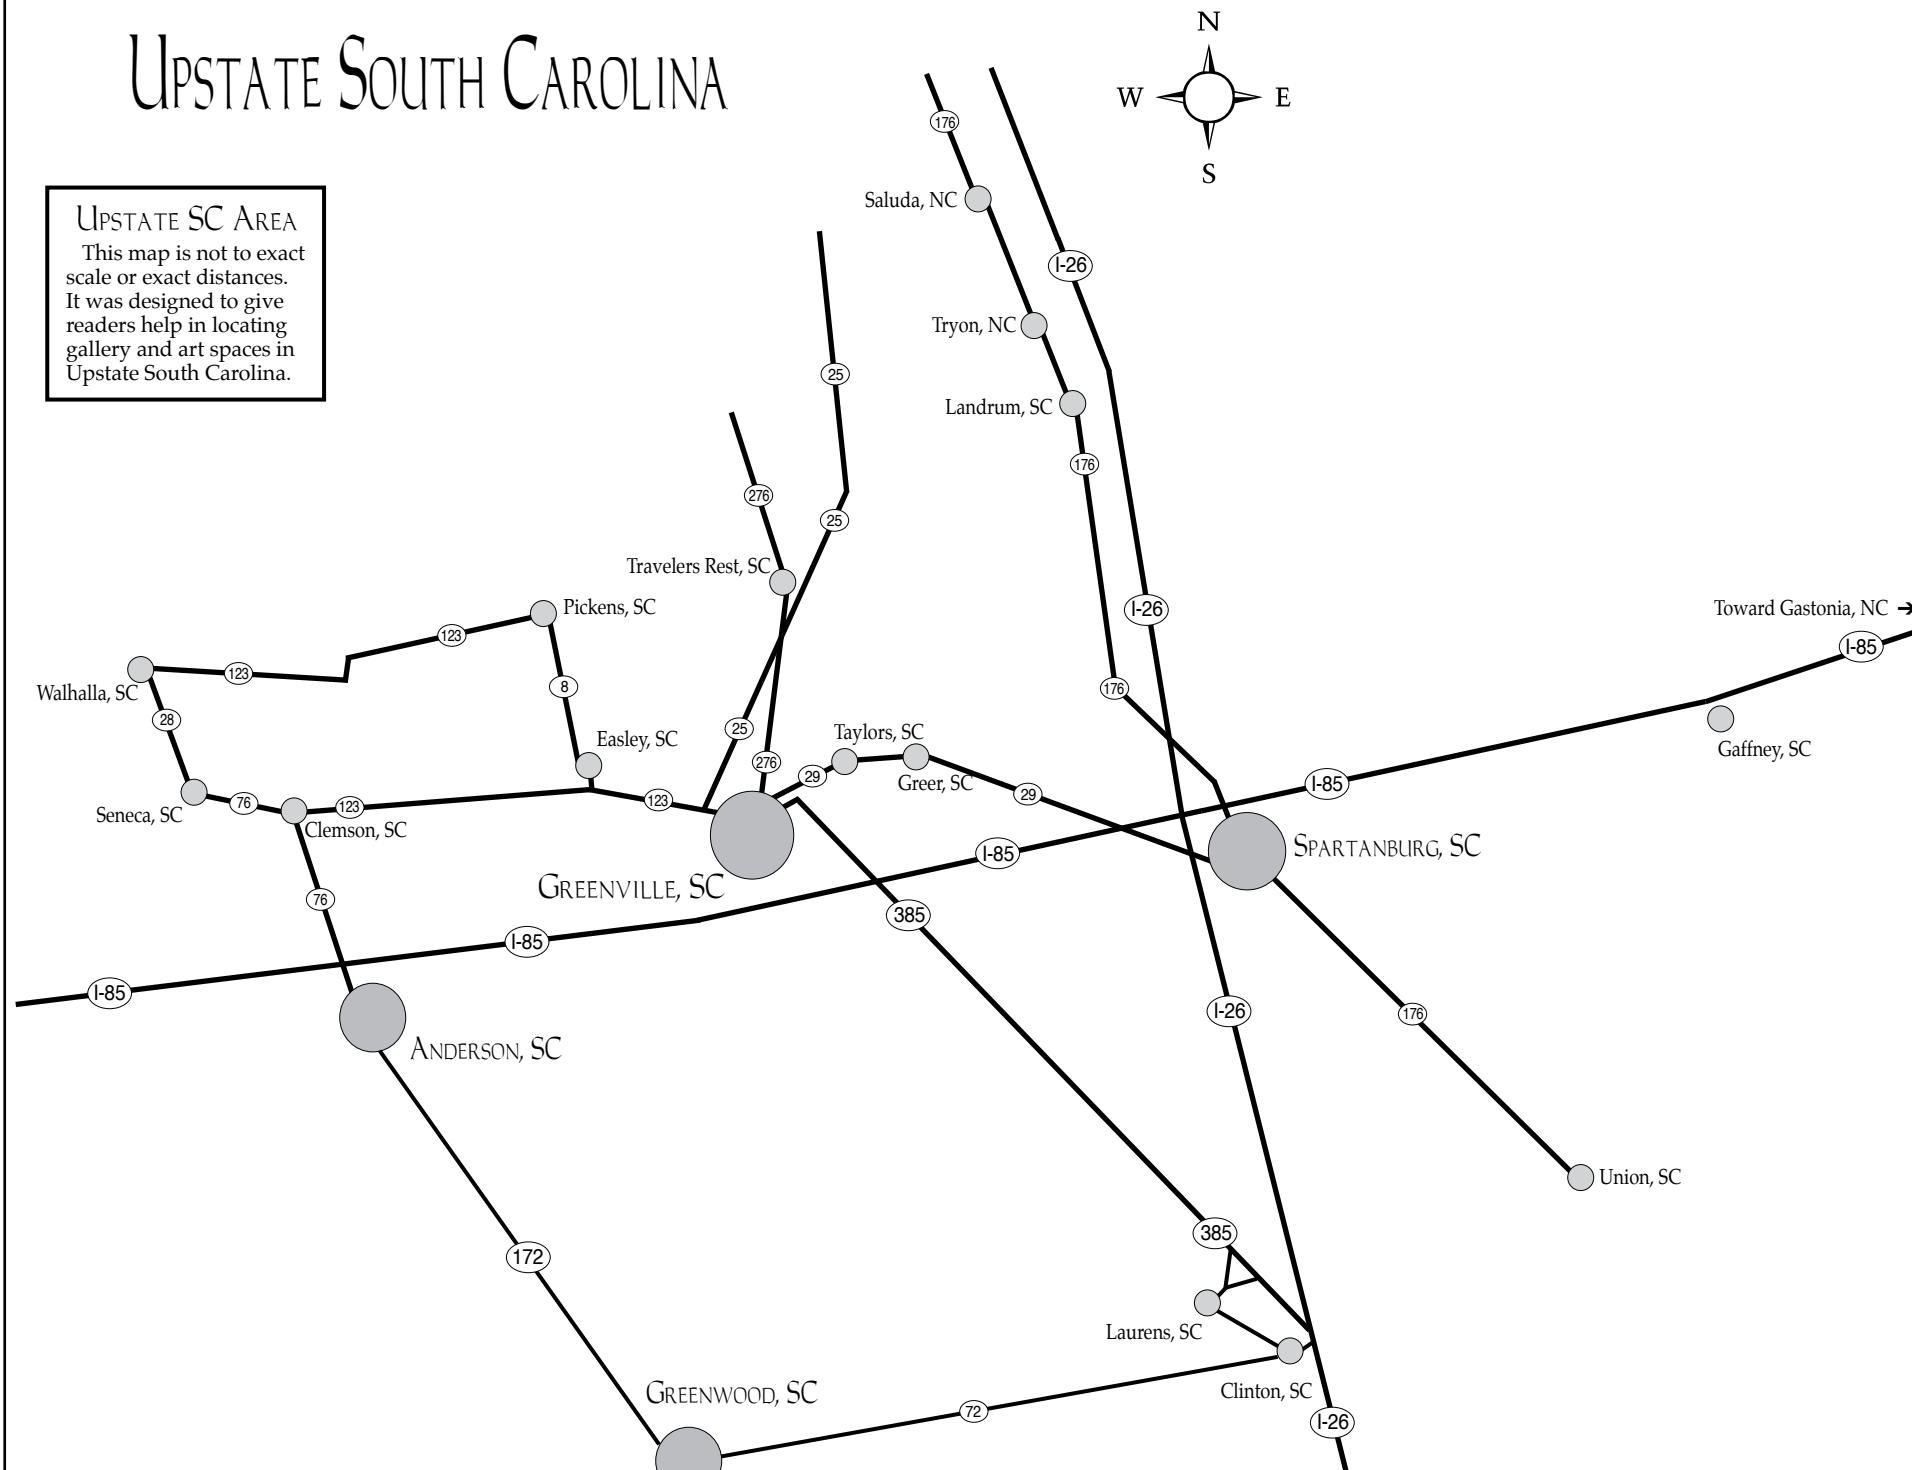 Upstate South Carolina
N
W E
S
Upstate SC Area
This map is not to exact
scale or exact distances.
It was designed to give
readers help in locating
gallery and art spaces in
Upstate South Carolina.
176
Saluda, NC
I-26
Tryon, NC
25
Landrum, SC
176
276
25
Travelers Rest, SC
Pickens, SC
I-26
Toward Gastonia, NC →
123
I-85
123
Walhalla, SC
8
176
28
25
Taylors, SC
Easley, SC
Gaffney, SC
276
29
Greer, SC
I-85
29
Seneca, SC
76
123
123
Clemson, SC
Spartanburg, SC
I-85
Greenville, SC
76
385
I-85
I-85
I-26
176
Anderson, SC
Union, SC
385
172
Laurens, SC
Greenwood, SC
Clinton, SC
72
I-26